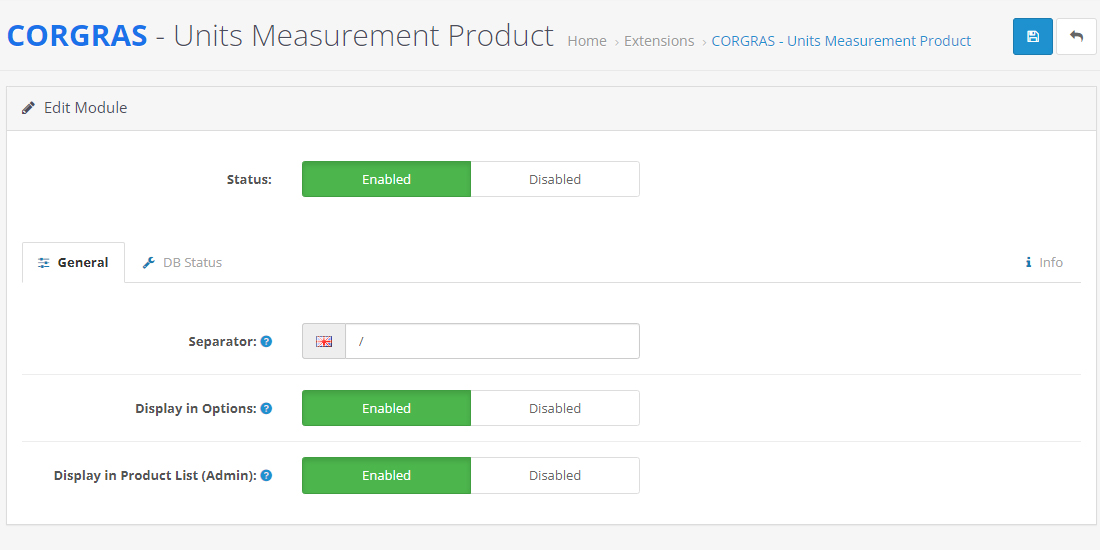 CORGRAS - Units Measurement Product Home › Extensions › CORGRAS - Units Measurement Product
Edit Module
Status: Enabled Disabled
General DB Status Info
Separator: /
Display in Options: Enabled Disabled
Display in Product List (Admin): Enabled Disabled